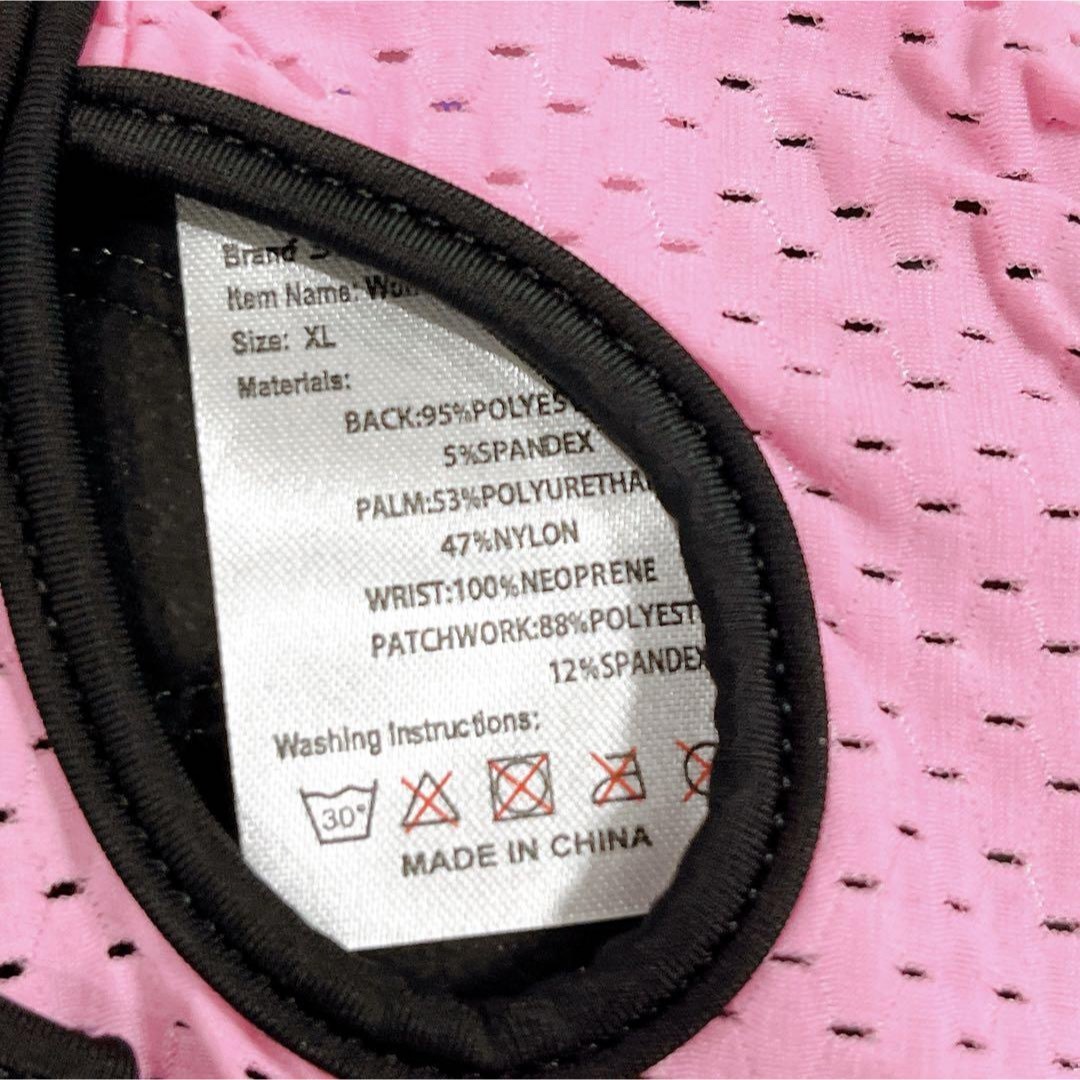 Brand
Item Name:
Size: XL
Materials:
BACK:95%POLYES
5%SPANDEX
PALM:53%POLYURETHA
47%NYLON
WRIST:100%NEOPRENE
PATCHWORK:88%POLYEST
12%SPANDEX
Washing Instructions:
30°
MADE IN CHINA